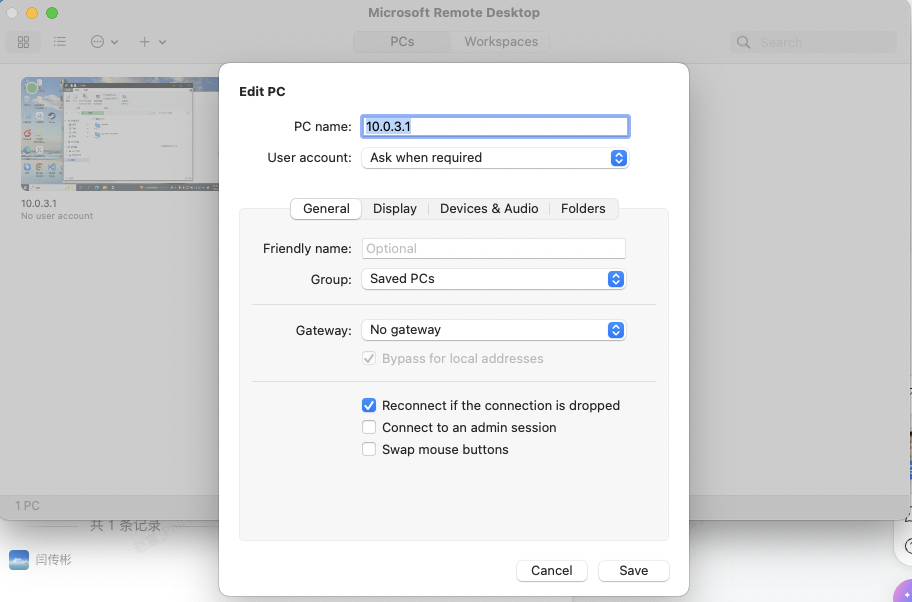 Microsoft Remote Desktop
PCs
Workspaces
Search
Edit PC
PC name: 10.0.3.1
User account: Ask when required
10.0.3.1
No user account
General
Display
Devices & Audio
Folders
Friendly name: Optional
Group: Saved PCs
Gateway: No gateway
Bypass for local addresses
Reconnect if the connection is dropped
Connect to an admin session
Swap mouse buttons
1 PC
共 1 条记录
闫传彬
Cancel
Save